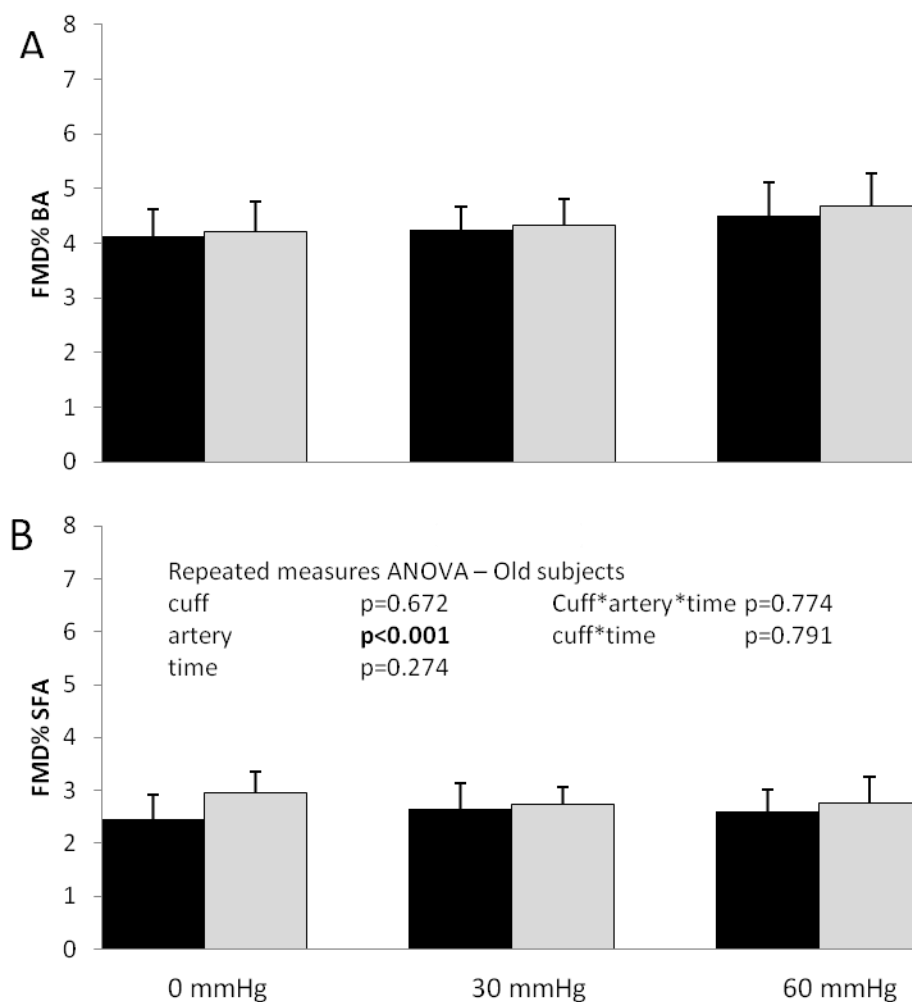 A
8
7
6
5
4
3
2
1
0
FMD% BA
B
8
7
6
5
4
3
2
1
0
FMD% SFA
Repeated measures ANOVA – Old subjects
cuff p=0.672 Cuff*artery*time p=0.774
artery p<0.001 cuff*time p=0.791
time p=0.274
0 mmHg 30 mmHg 60 mmHg